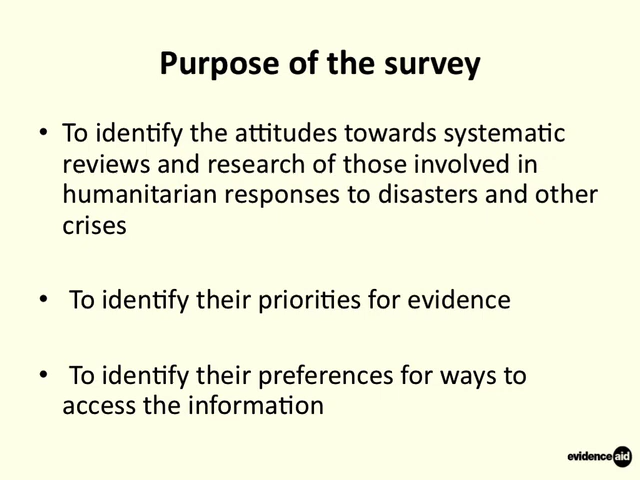 Purpose of the survey
• To identify the attitudes towards systematic
reviews and research of those involved in
humanitarian responses to disasters and other
crises
• To identify their priorities for evidence
• To identify their preferences for ways to
access the information
evidence aid